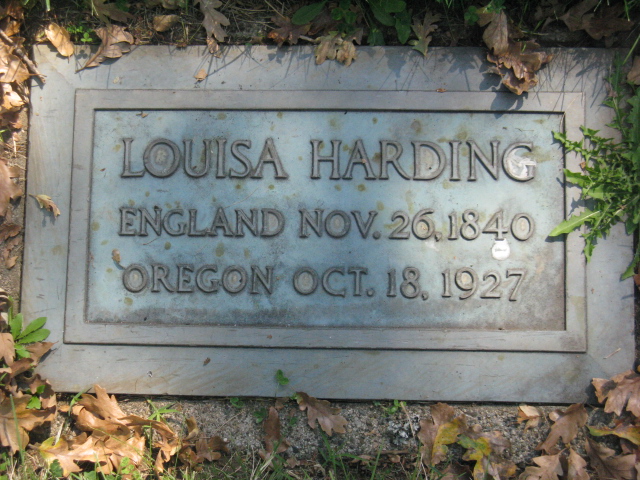 LOUISA HARDING
ENGLAND NOV. 26, 1840
OREGON OCT. 18, 1927